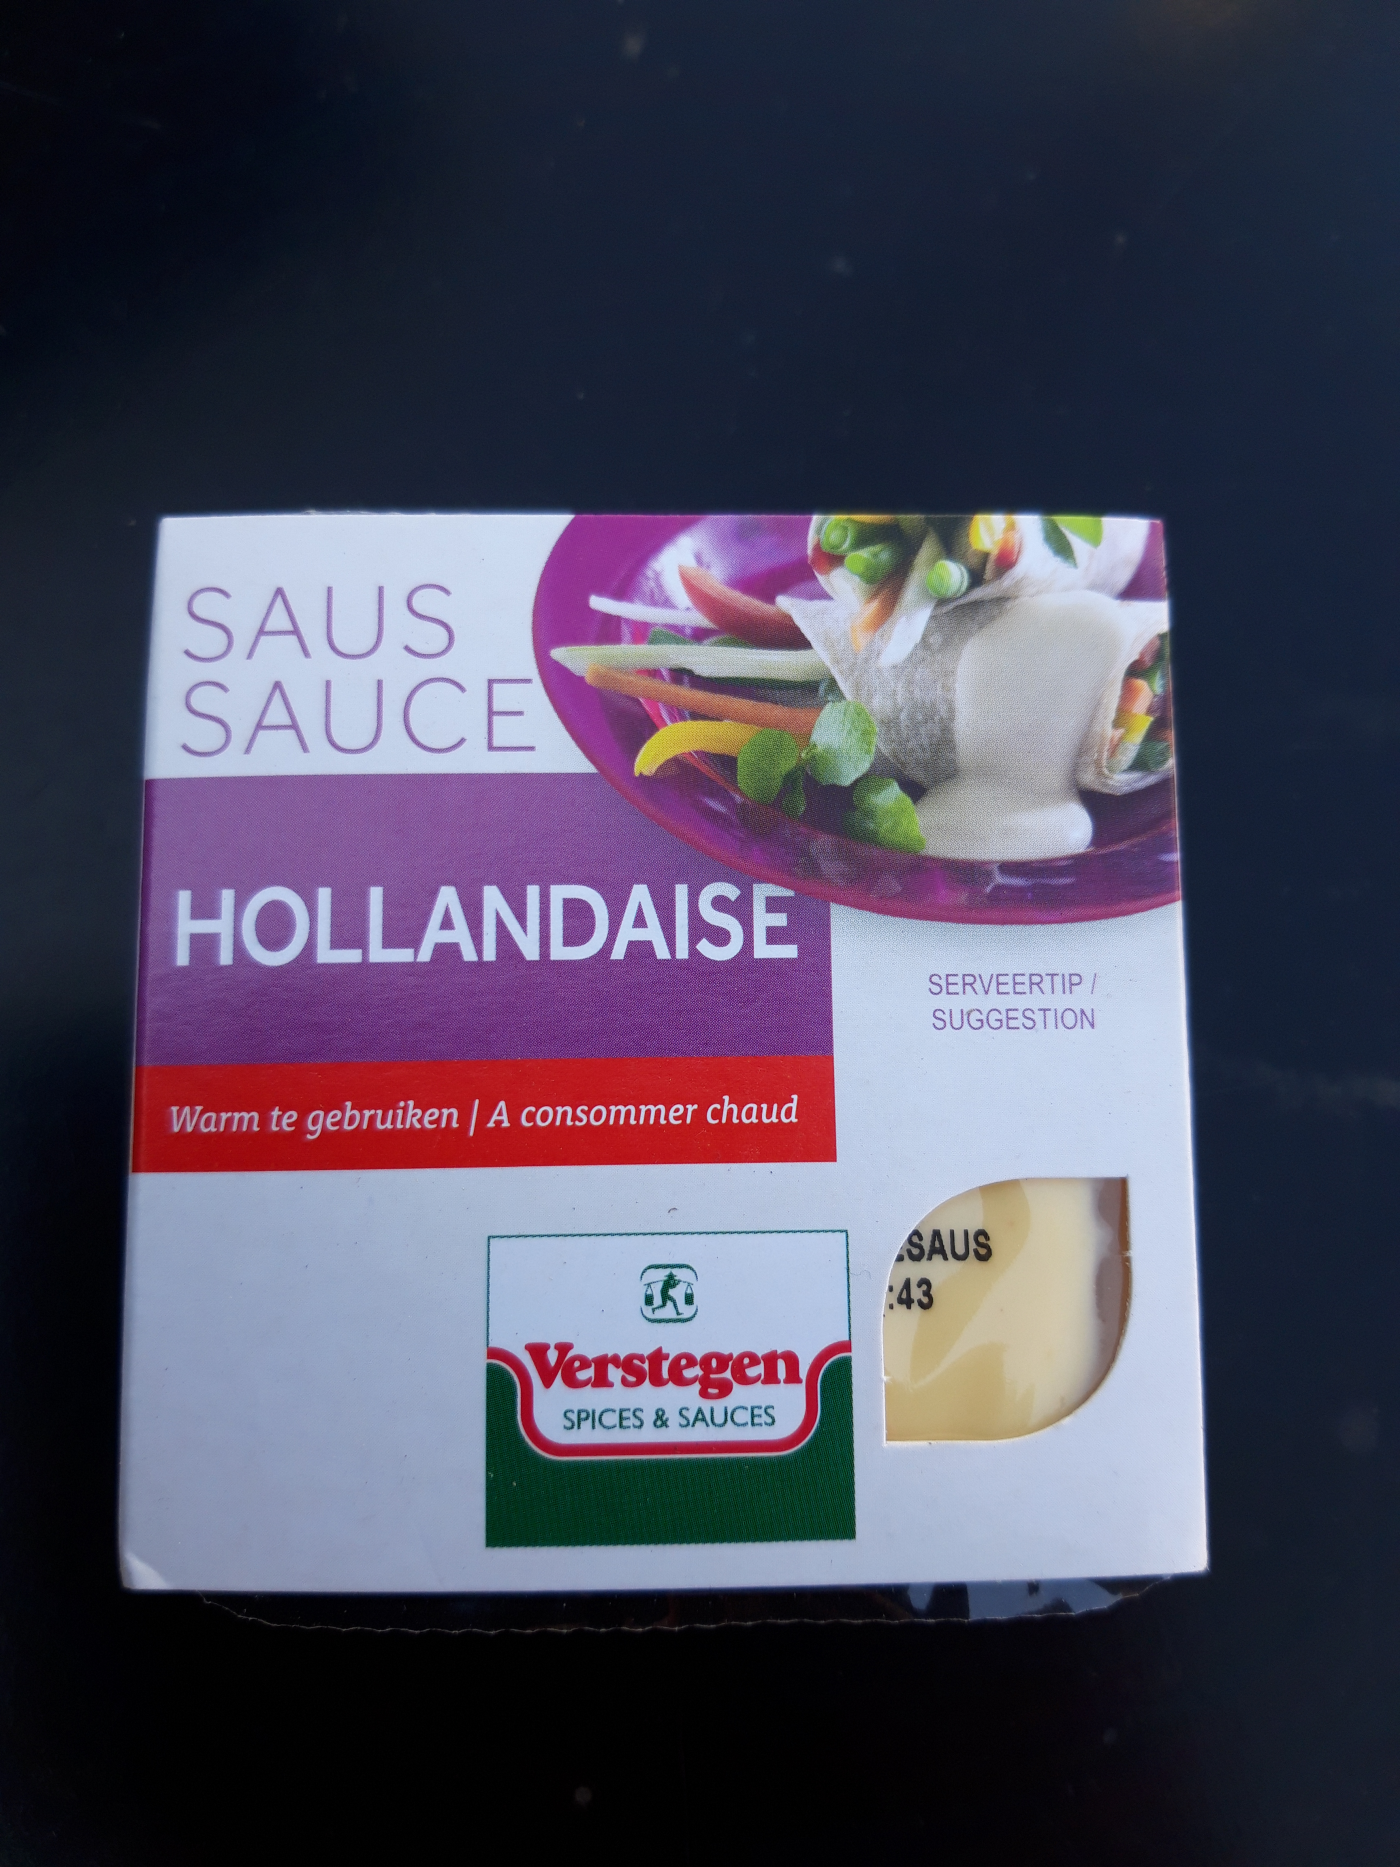 SAUS
SAUCE
HOLLANDAISE
SERVEERTIP /
SUGGESTION
Warm te gebruiken | A consommer chaud
SAUS
:43
Verstegen
SPICES & SAUCES